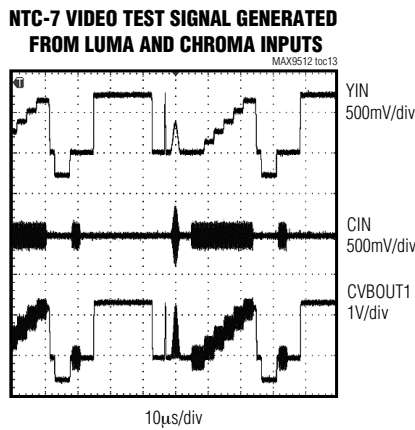 NTC-7 VIDEO TEST SIGNAL GENERATED
FROM LUMA AND CHROMA INPUTS
MAX9512 toc13
T
YIN
500mV/div
CIN
500mV/div
CVBOUT1
1V/div
10μs/div